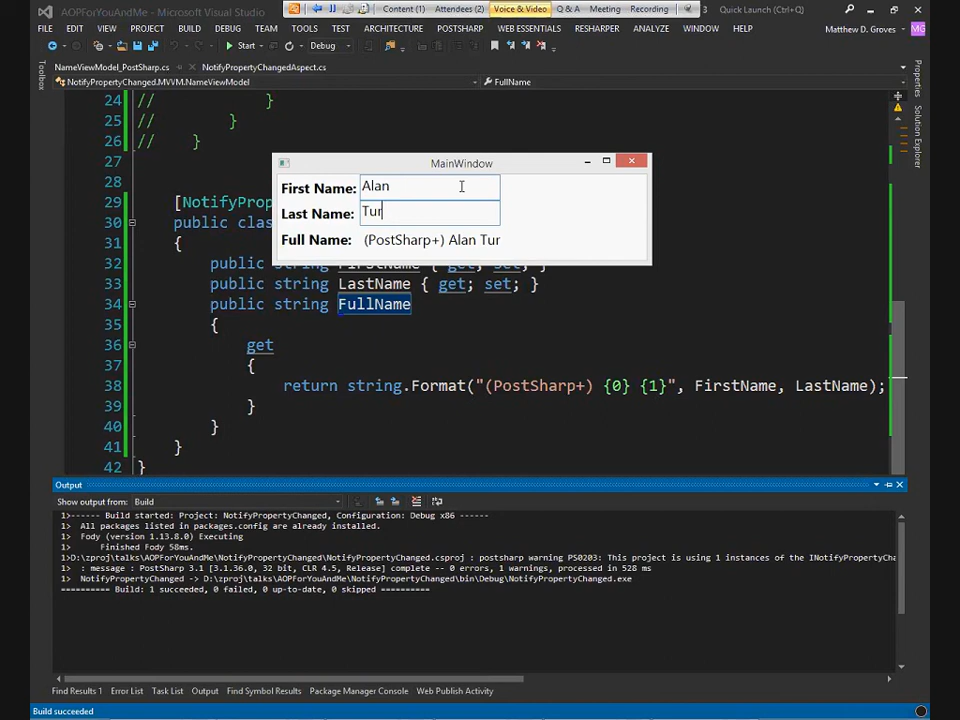 AOPForYouAndMe - Microsoft Visual Studio
Content (1) Attendees (2) Voice & Video Q & A Meeting Recording
3 Quick Launch (Ctrl+Q)
FILE EDIT VIEW PROJECT BUILD DEBUG TEAM TOOLS TEST ARCHITECTURE POSTSHARP WEB ESSENTIALS RESHARPER ANALYZE WINDOW HELP Matthew D. Groves MG
Start Debug
Toolbox
NameViewModel_PostSharp.cs NotifyPropertyChangedAspect.cs
NotifyPropertyChanged.MVVM.NameViewModel FullName
Properties
Solution Explorer
24 // }
25 // }
26 // }
27
28
29 [NotifyProp
30 public clas
31 {
32 public string FirstName { get; set; }
33 public string LastName { get; set; }
34 public string FullName
35 {
36 get
37 {
38 return string.Format("(PostSharp+) {0} {1}", FirstName, LastName);
39 }
40 }
41 }
42 }
MainWindow
First Name: Alan
Last Name: Tur
Full Name: (PostSharp+) Alan Tur
Output
Show output from: Build
1>------ Build started: Project: NotifyPropertyChanged, Configuration: Debug x86 ------
1> All packages listed in packages.config are already installed.
1> Fody (version 1.13.8.0) Executing
1> Finished Fody 58ms.
1>D:\zproj\talks\AOPForYouAndMe\NotifyPropertyChanged\NotifyPropertyChanged.csproj : postsharp warning PS0203: This project is using 1 instances of the INotifyPropertyCha
1> : message : PostSharp 3.1 [3.1.36.0, 32 bit, CLR 4.5, Release] complete -- 0 errors, 1 warnings, processed in 528 ms
1> NotifyPropertyChanged -> D:\zproj\talks\AOPForYouAndMe\NotifyPropertyChanged\bin\Debug\NotifyPropertyChanged.exe
========== Build: 1 succeeded, 0 failed, 0 up-to-date, 0 skipped ==========
Find Results 1 Error List Task List Output Find Symbol Results Package Manager Console Web Publish Activity
Build succeeded